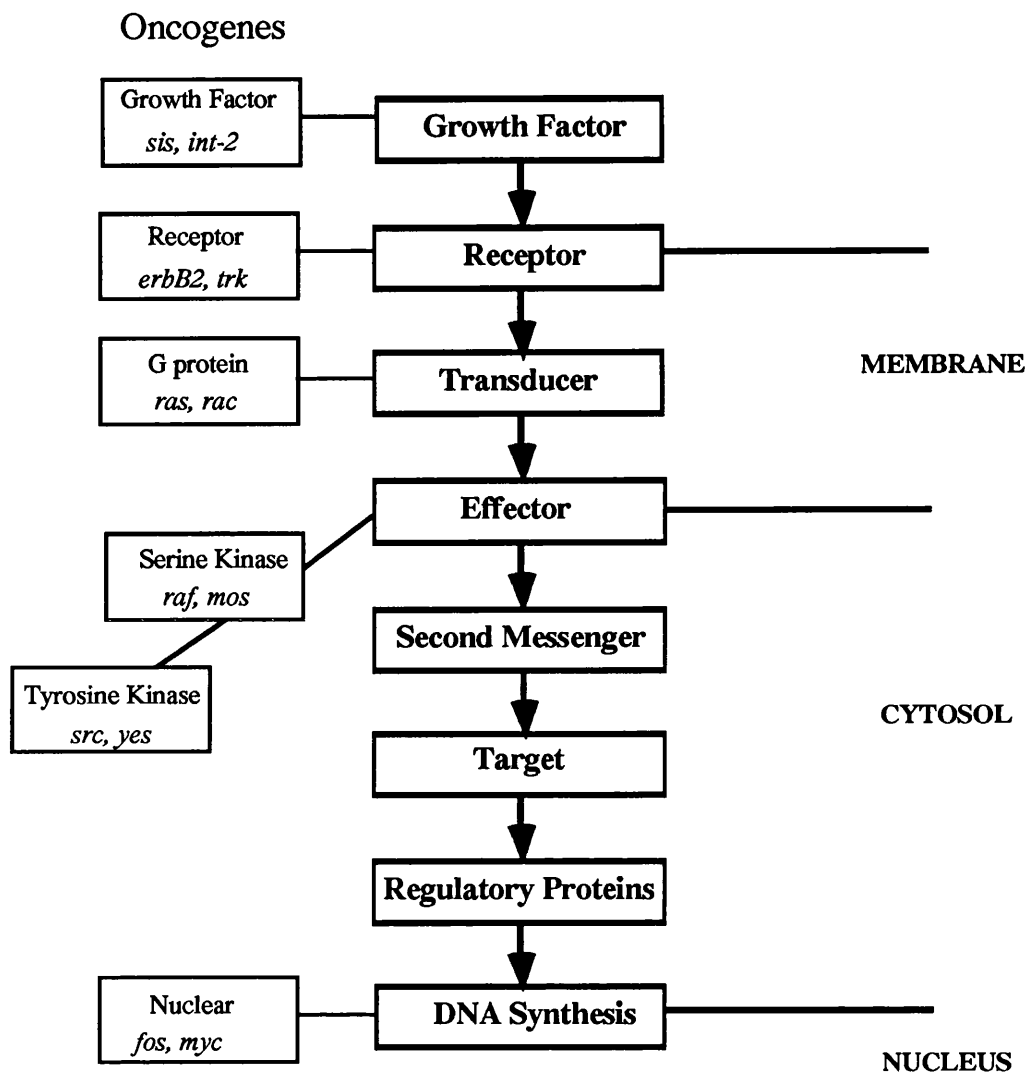 Oncogenes
Growth Factor
sis, int-2
Growth Factor
Receptor
erbB2, trk
Receptor
G protein
ras, rac
Transducer
MEMBRANE
Effector
Serine Kinase
raf, mos
Second Messenger
Tyrosine Kinase
src, yes
CYTOSOL
Target
Regulatory Proteins
Nuclear
fos, myc
DNA Synthesis
NUCLEUS